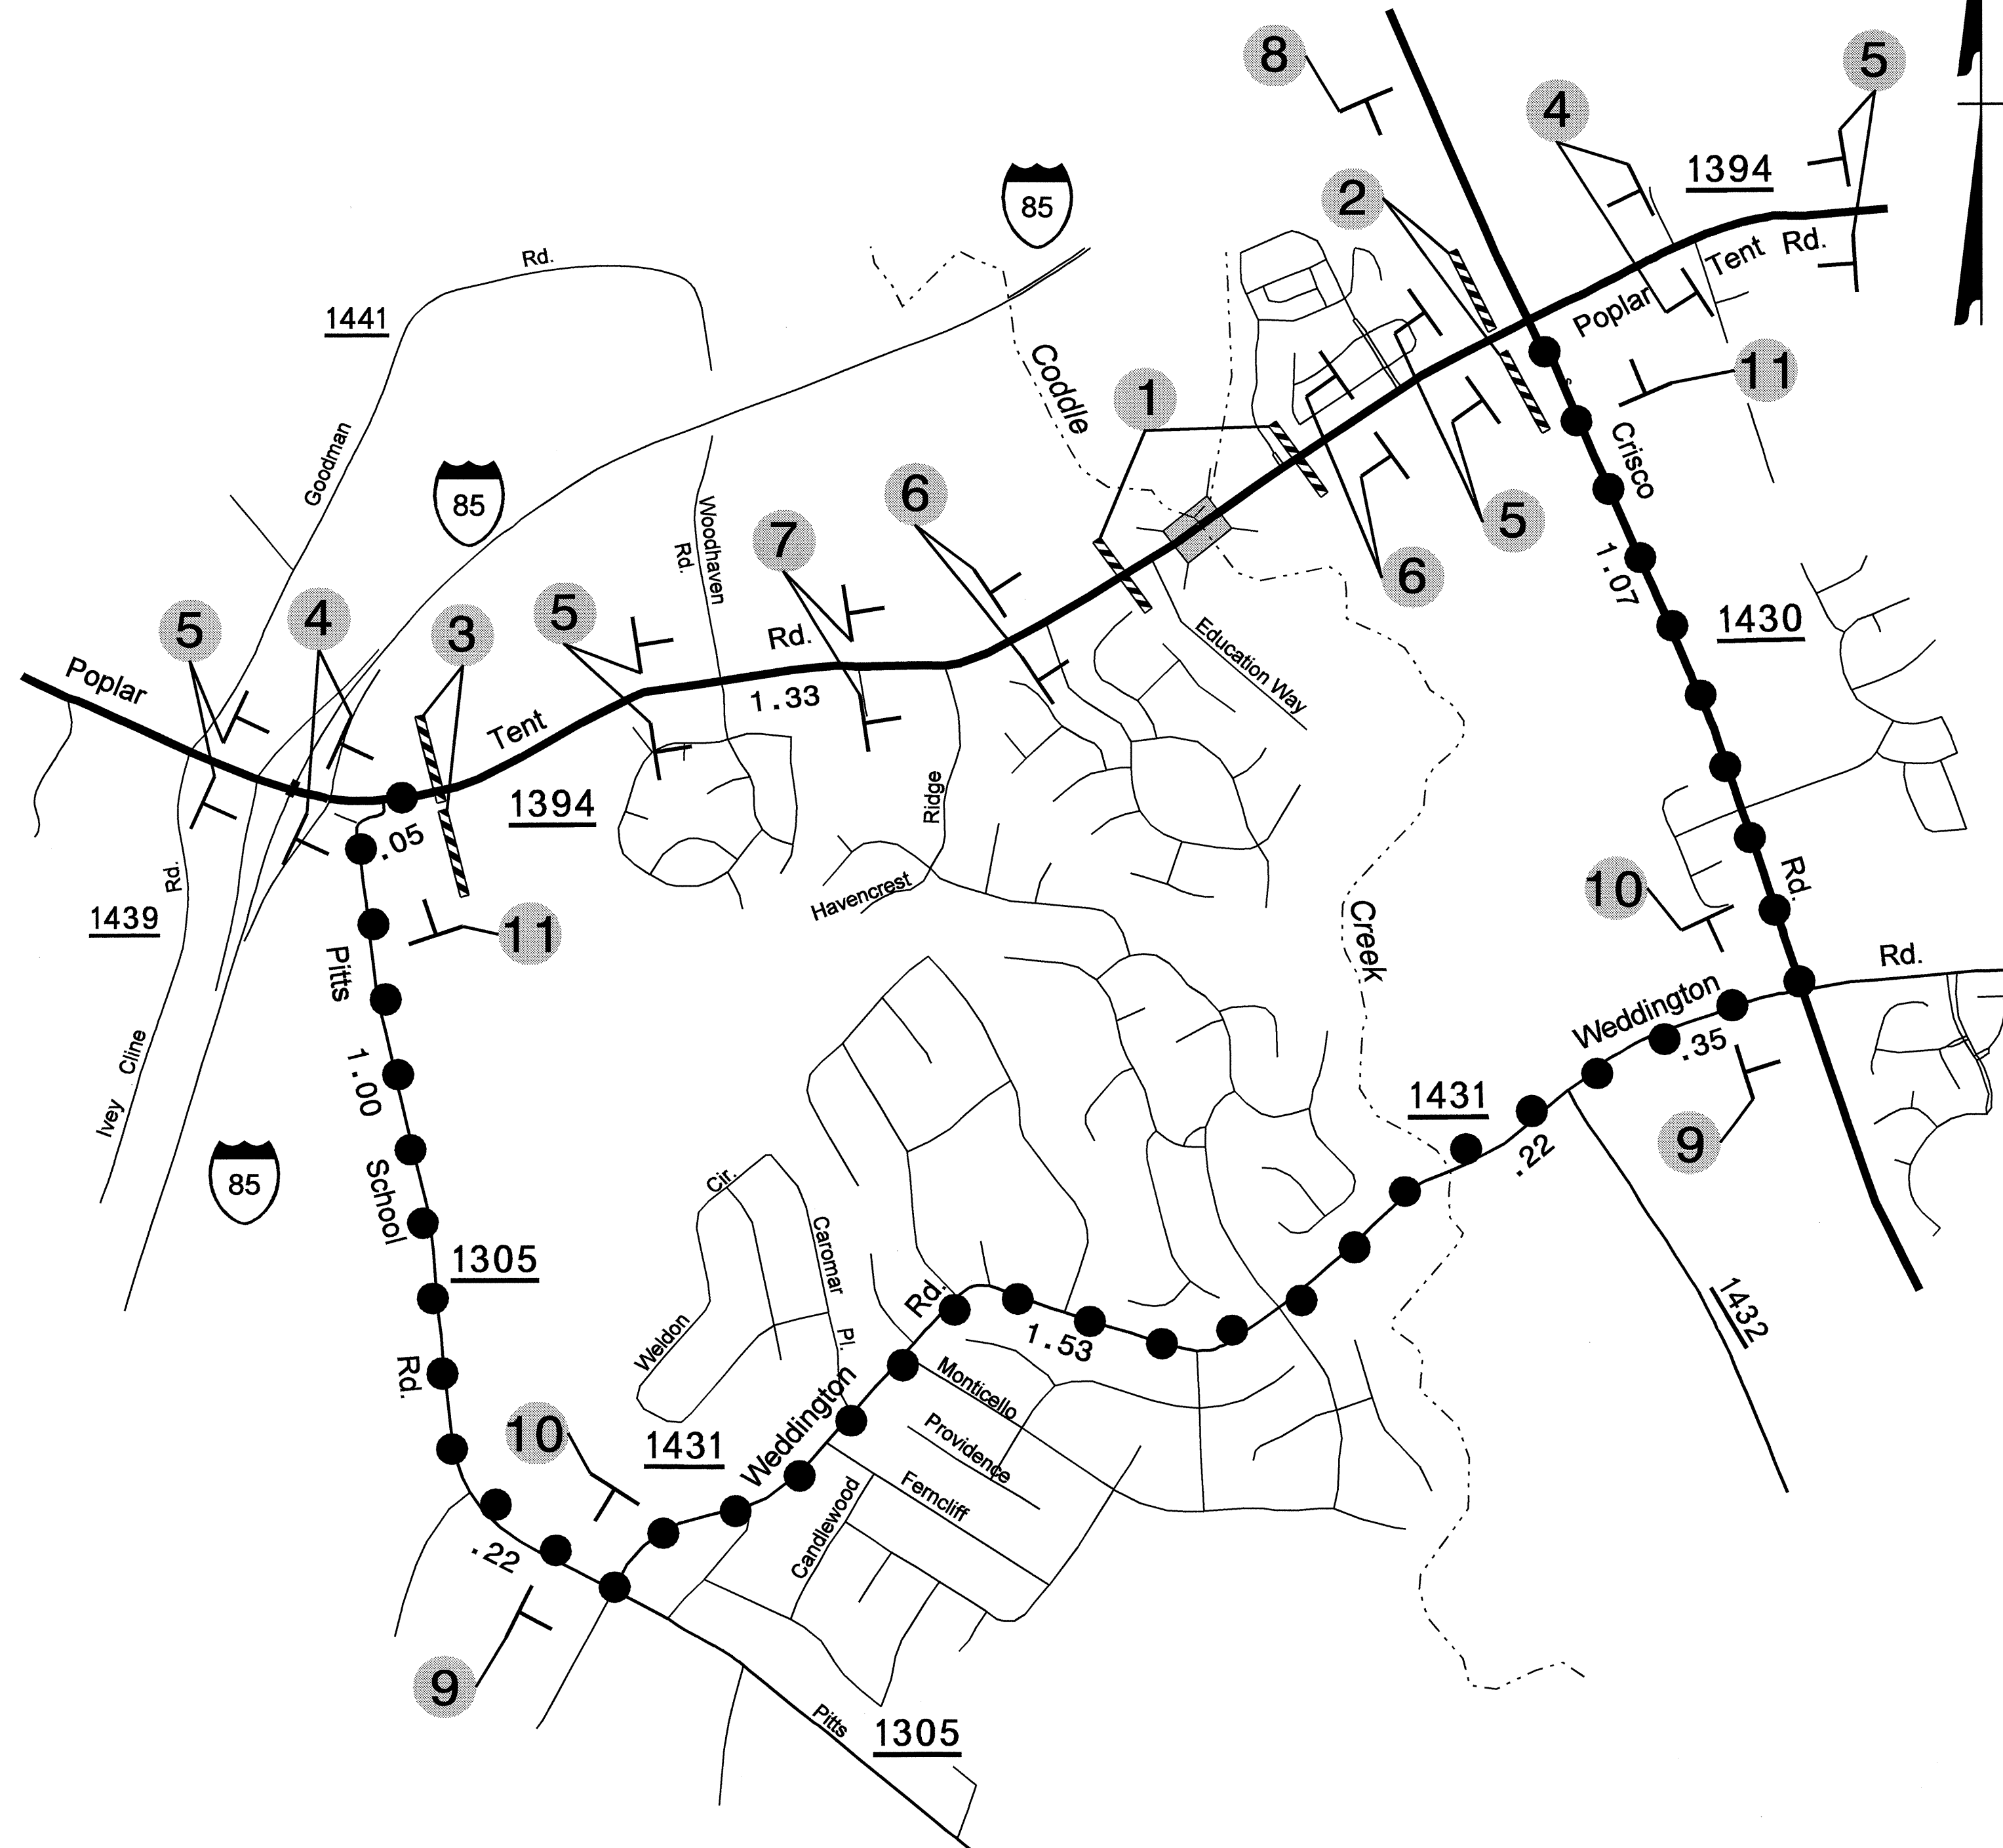 8
5
4
1394
85
2
Rd.
Tent Rd.
Poplar
1441
Coddle
11
1
Goodman
85
Crisco
6
Woodhaven
Rd.
7
5
1.07
6
5
4
3
5
Rd.
Education Way
1430
Poplar
1.33
Tent
1394
Ridge
.05
Rd.
10
Rd.
Havencrest
1439
11
Creek
Rd.
Pitts
Weddington
.35
1.00
Ivey Cline
1431
9
.22
85
School
Cir.
Caromar
Pl.
1305
Rd.
1.53
1432
Weldon
Rd.
Monticello
10
1431
Weddington
Providence
Ferncliff
Candlewood
.22
9
Pitts
1305